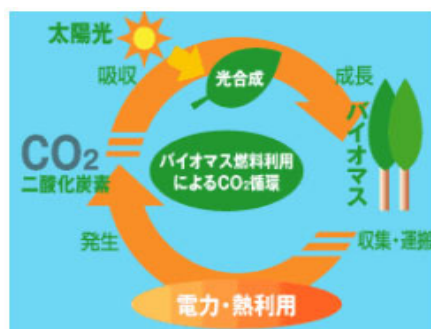 太陽光
吸収
光合成
成長
バイオマス
CO2
二酸化炭素
バイオマス燃料利用
によるCO2循環
発生
収集・運搬
電力・熱利用